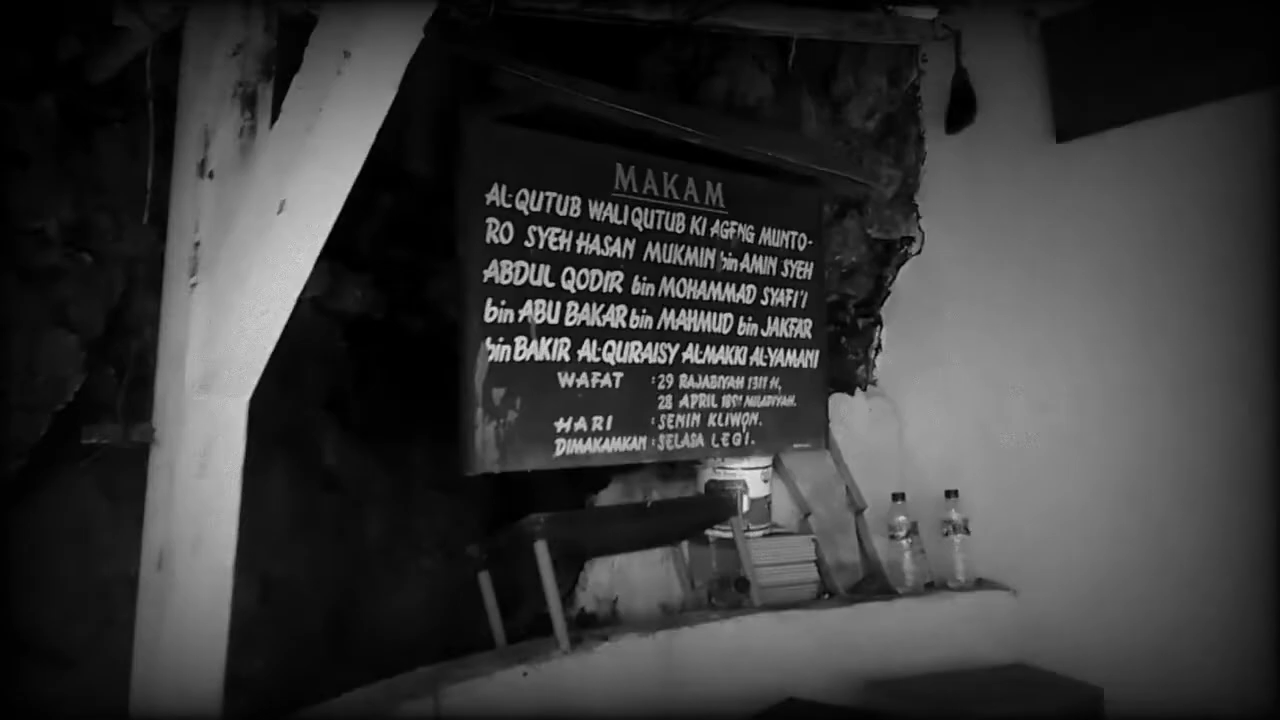 MAKAM
AL-QUTUB WALI QUTUB KI AGENG MUNTO-
RO SYEH HASAN MUKMIN bin AMIN SYEH
ABDUL QODIR bin MOHAMMAD SYAFI'I
bin ABU BAKAR bin MAHMUD bin JAKFAR
bin BAKIR AL-QURAISY AL-MAKKI AL-YAMANI
WAFAT : 29 RAJABIYAH 1311 H,
28 APRIL MILADIYAH.
HARI : SENIN KLIWON.
DIMAKAMKAN : SELASA LEGI.